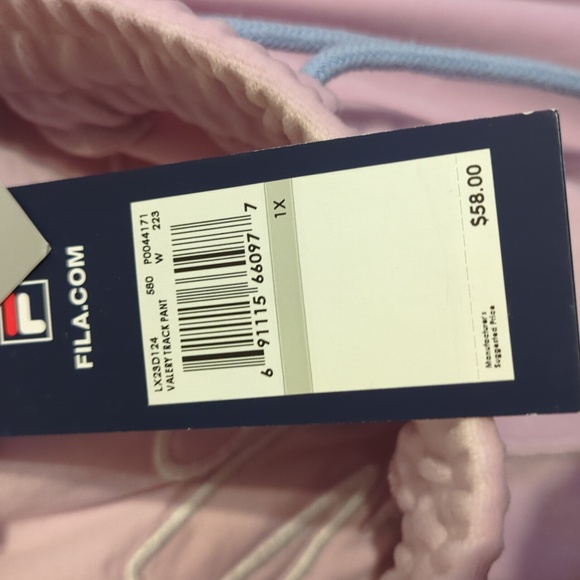 FILA.COM
LX23D124 580 P0044171
VALERY TRACK PANT W 223
6 91115 66097 7
1X
Manufacturer's
Suggested Price
$58.00